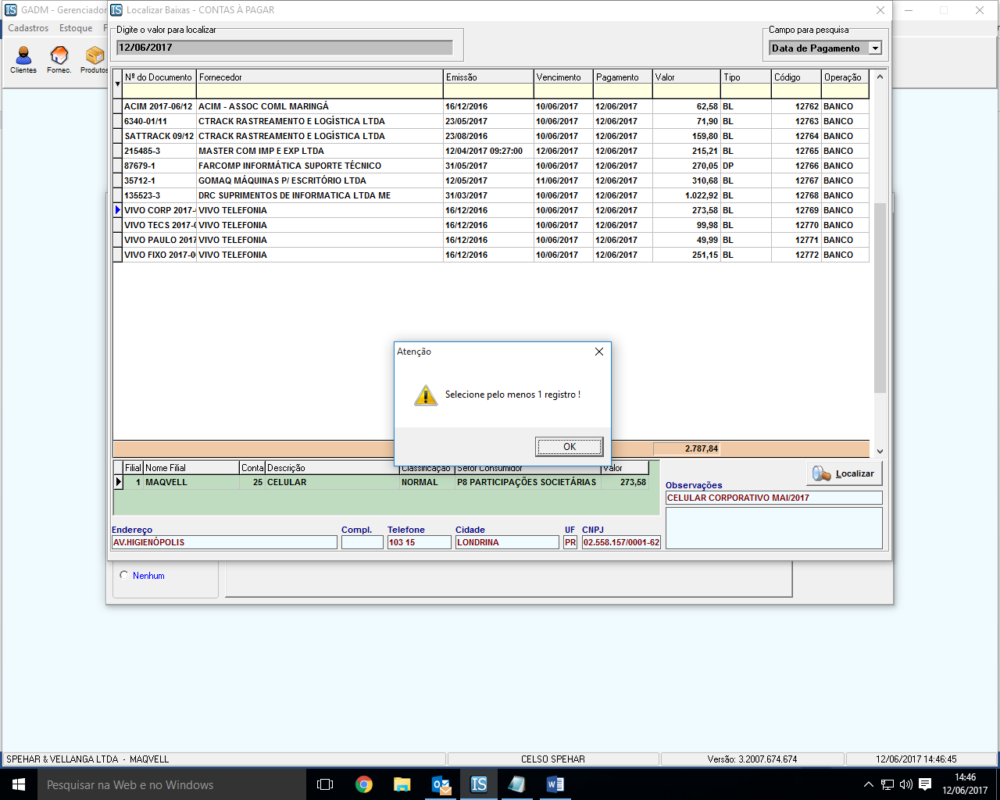 GADM - Gerenciador
Localizar Baixas - CONTAS À PAGAR
Cadastros Estoque F
Clientes Fornec. Produtos
Digite o valor para localizar
12/06/2017
Campo para pesquisa
Data de Pagamento
Nº do Documento Fornecedor Emissão Vencimento Pagamento Valor Tipo Código Operação
ACIM 2017-06/12 ACIM - ASSOC COML MARINGÁ 16/12/2016 10/06/2017 12/06/2017 62,58 BL 12762 BANCO
6340-01/11 CTRACK RASTREAMENTO E LOGÍSTICA LTDA 23/05/2017 10/06/2017 12/06/2017 71,90 BL 12763 BANCO
SATTRACK 09/12 CTRACK RASTREAMENTO E LOGÍSTICA LTDA 23/08/2016 10/06/2017 12/06/2017 159,80 BL 12764 BANCO
215485-3 MASTER COM IMP E EXP LTDA 12/04/2017 09:27:00 12/06/2017 12/06/2017 215,21 BL 12765 BANCO
87679-1 FARCOMP INFORMÁTICA SUPORTE TÉCNICO 31/05/2017 10/06/2017 12/06/2017 270,05 DP 12766 BANCO
35712-1 GOMAQ MÁQUINAS P/ ESCRITÓRIO LTDA 12/05/2017 11/06/2017 12/06/2017 310,68 BL 12767 BANCO
135523-3 DRC SUPRIMENTOS DE INFORMATICA LTDA ME 31/03/2017 10/06/2017 12/06/2017 1.022,92 BL 12768 BANCO
VIVO CORP 2017- VIVO TELEFONIA 16/12/2016 10/06/2017 12/06/2017 273,58 BL 12769 BANCO
VIVO TECS 2017-0 VIVO TELEFONIA 16/12/2016 10/06/2017 12/06/2017 99,98 BL 12770 BANCO
VIVO PAULO 2017 VIVO TELEFONIA 16/12/2016 10/06/2017 12/06/2017 49,99 BL 12771 BANCO
VIVO FIXO 2017-0 VIVO TELEFONIA 16/12/2016 10/06/2017 12/06/2017 251,15 BL 12772 BANCO
Atenção
Selecione pelo menos 1 registro !
OK
2.787,84
Filial Nome Filial Conta Descrição Classificação Setor Consumidor Valor
1 MAQVELL 25 CELULAR NORMAL P8 PARTICIPAÇÕES SOCIETÁRIAS 273,58
Localizar
Observações
CELULAR CORPORATIVO MAI/2017
Endereço Compl. Telefone Cidade UF CNPJ
AV.HIGIENÓPOLIS 103 15 LONDRINA PR 02.558.157/0001-62
Nenhum
SPEHAR & VELLANGA LTDA - MAQVELL CELSO SPEHAR Versão: 3.2007.674.674 12/06/2017 14:46:45
Pesquisar na Web e no Windows
14:46
12/06/2017